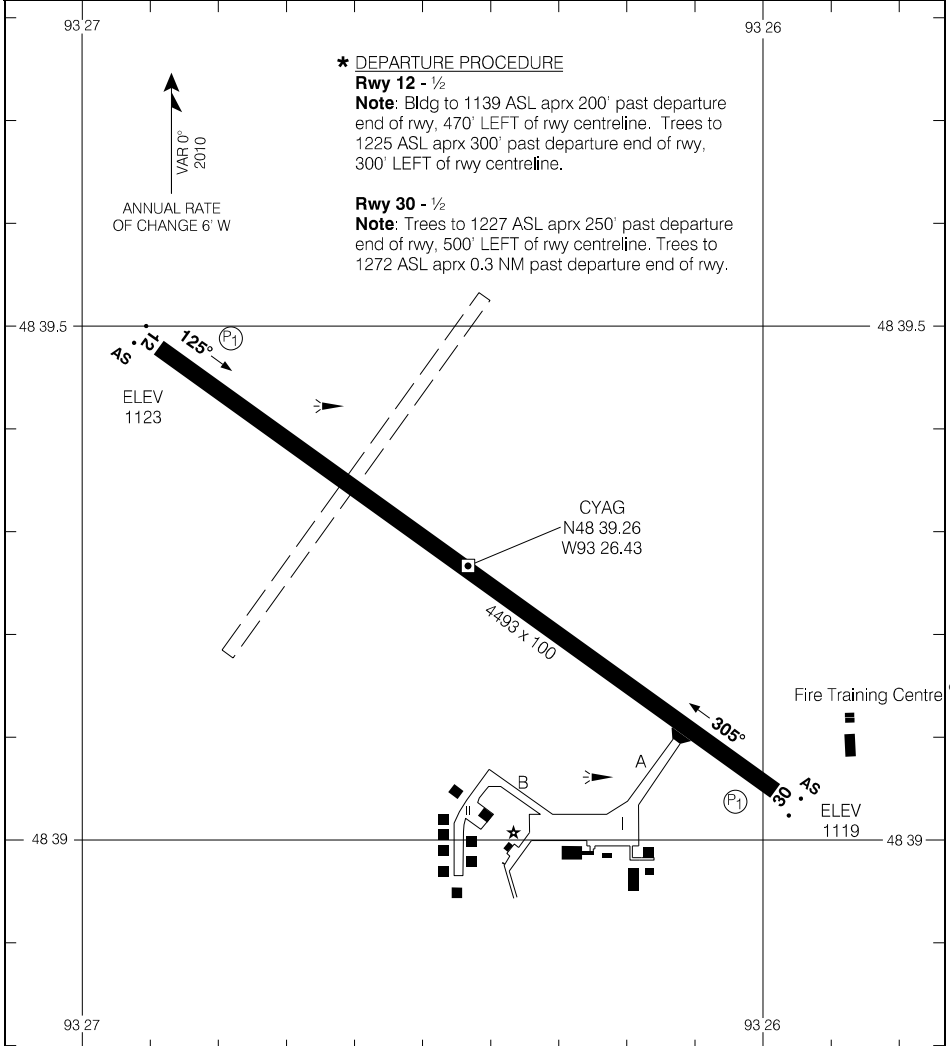 93 27
93 26
* DEPARTURE PROCEDURE
Rwy 12 - ½
Note: Bldg to 1139 ASL aprx 200' past departure
end of rwy, 470' LEFT of rwy centreline. Trees to
1225 ASL aprx 300' past departure end of rwy,
300' LEFT of rwy centreline.
VAR 0°
2010
ANNUAL RATE
OF CHANGE 6' W
Rwy 30 - ½
Note: Trees to 1227 ASL aprx 250' past departure
end of rwy, 500' LEFT of rwy centreline. Trees to
1272 ASL aprx 0.3 NM past departure end of rwy.
48 39.5
48 39.5
12
125°
P1
AS
ELEV
1123
CYAG
N48 39.26
W93 26.43
4493 x 100
Fire Training Centre
305°
A
B
II
I
P1
30
AS
ELEV
1119
48 39
48 39
93 27
93 26